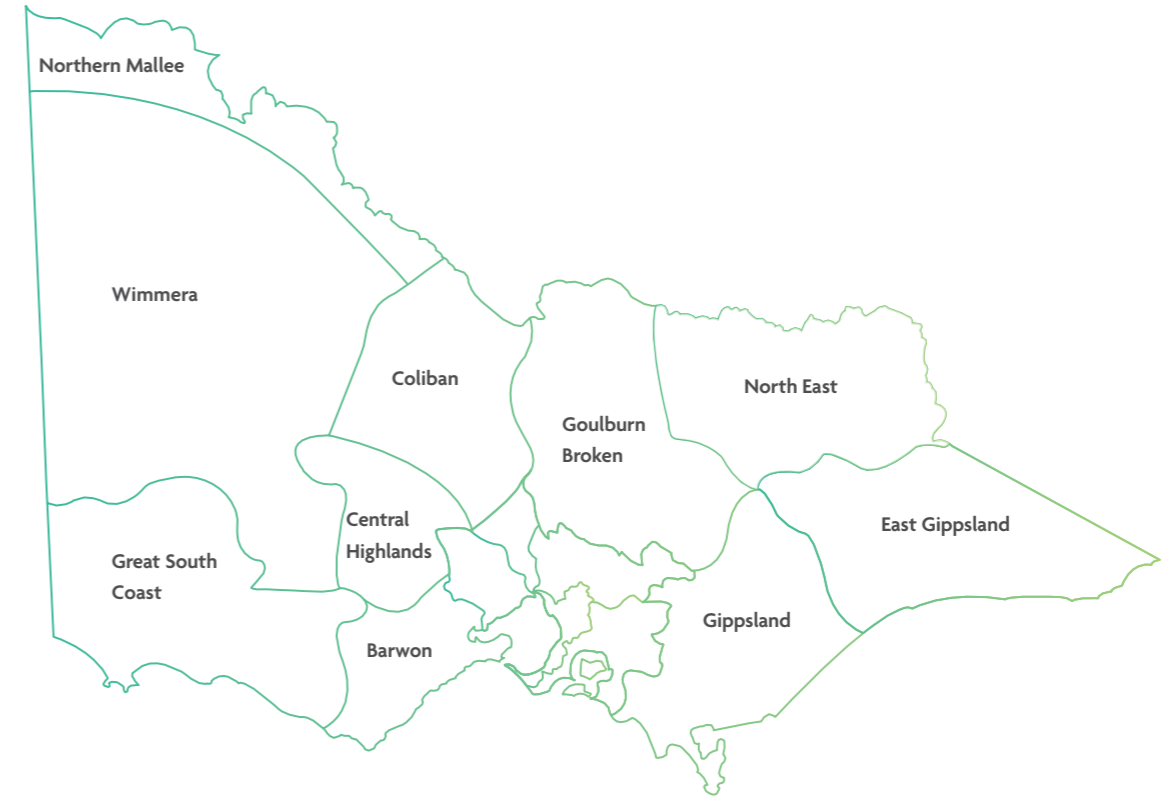 Northern Mallee
Wimmera
Coliban
North East
Goulburn
Broken
Central
Highlands
East Gippsland
Great South
Coast
Gippsland
Barwon